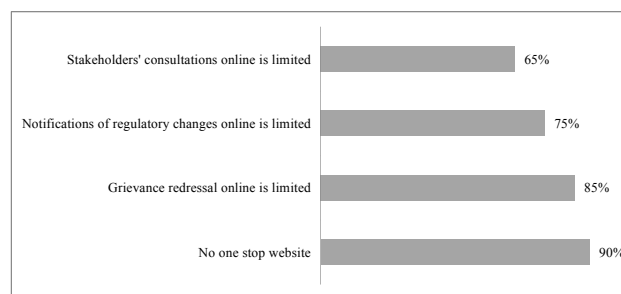 Stakeholders' consultations online is limited 65%
Notifications of regulatory changes online is limited 75%
Grievance redressal online is limited 85%
No one stop website 90%